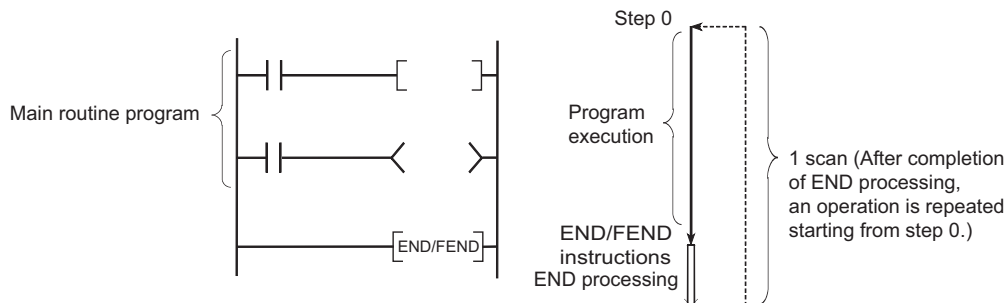 Step 0
Main routine program
Program
execution
1 scan (After completion
of END processing,
an operation is repeated
starting from step 0.)
END/FEND
END/FEND
instructions
END processing